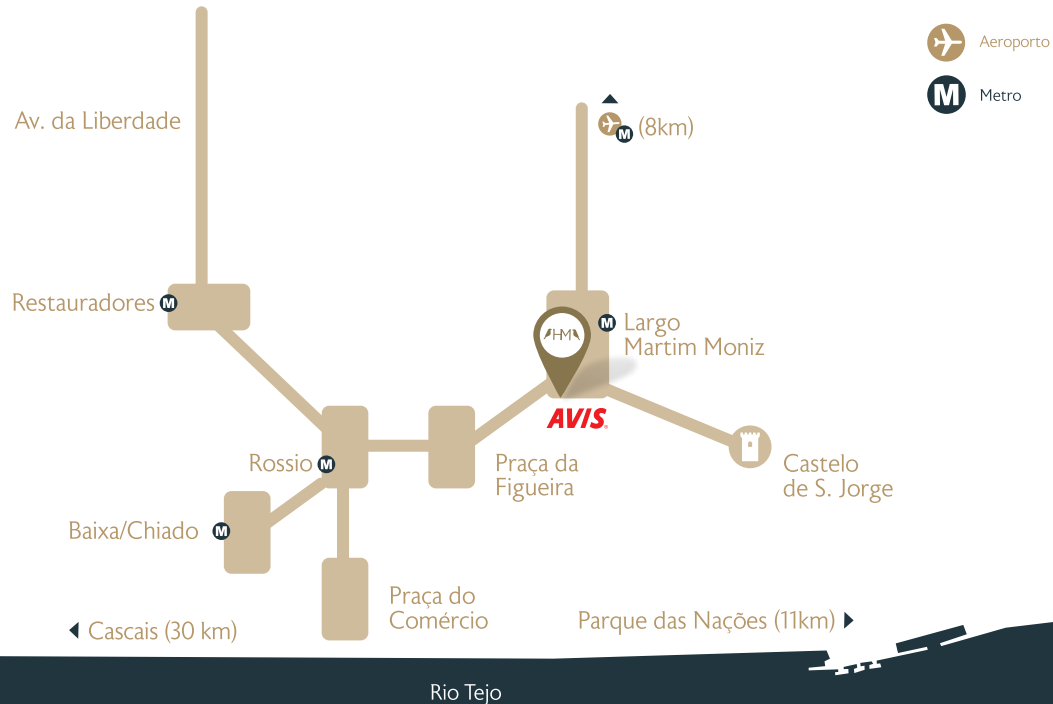 Aeroporto
M Metro
Av. da Liberdade
M (8km)
Restauradores M
HM
M Largo
Martim Moniz
AVIS
Rossio M
Praça da
Figueira
Castelo
de S. Jorge
Baixa/Chiado M
Praça do
Comércio
Cascais (30 km)
Parque das Nações (11km)
Rio Tejo